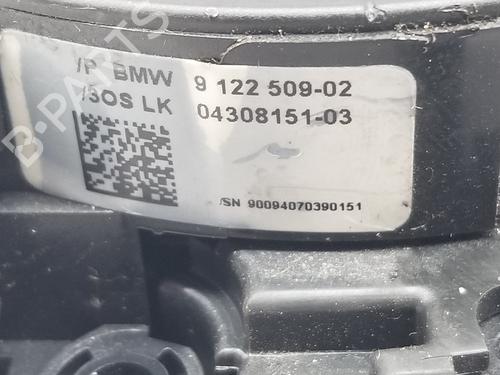 /P BMW 9 122 509-02
/SOS LK 04308151-03
/SN 90094070390151
B-PARTS